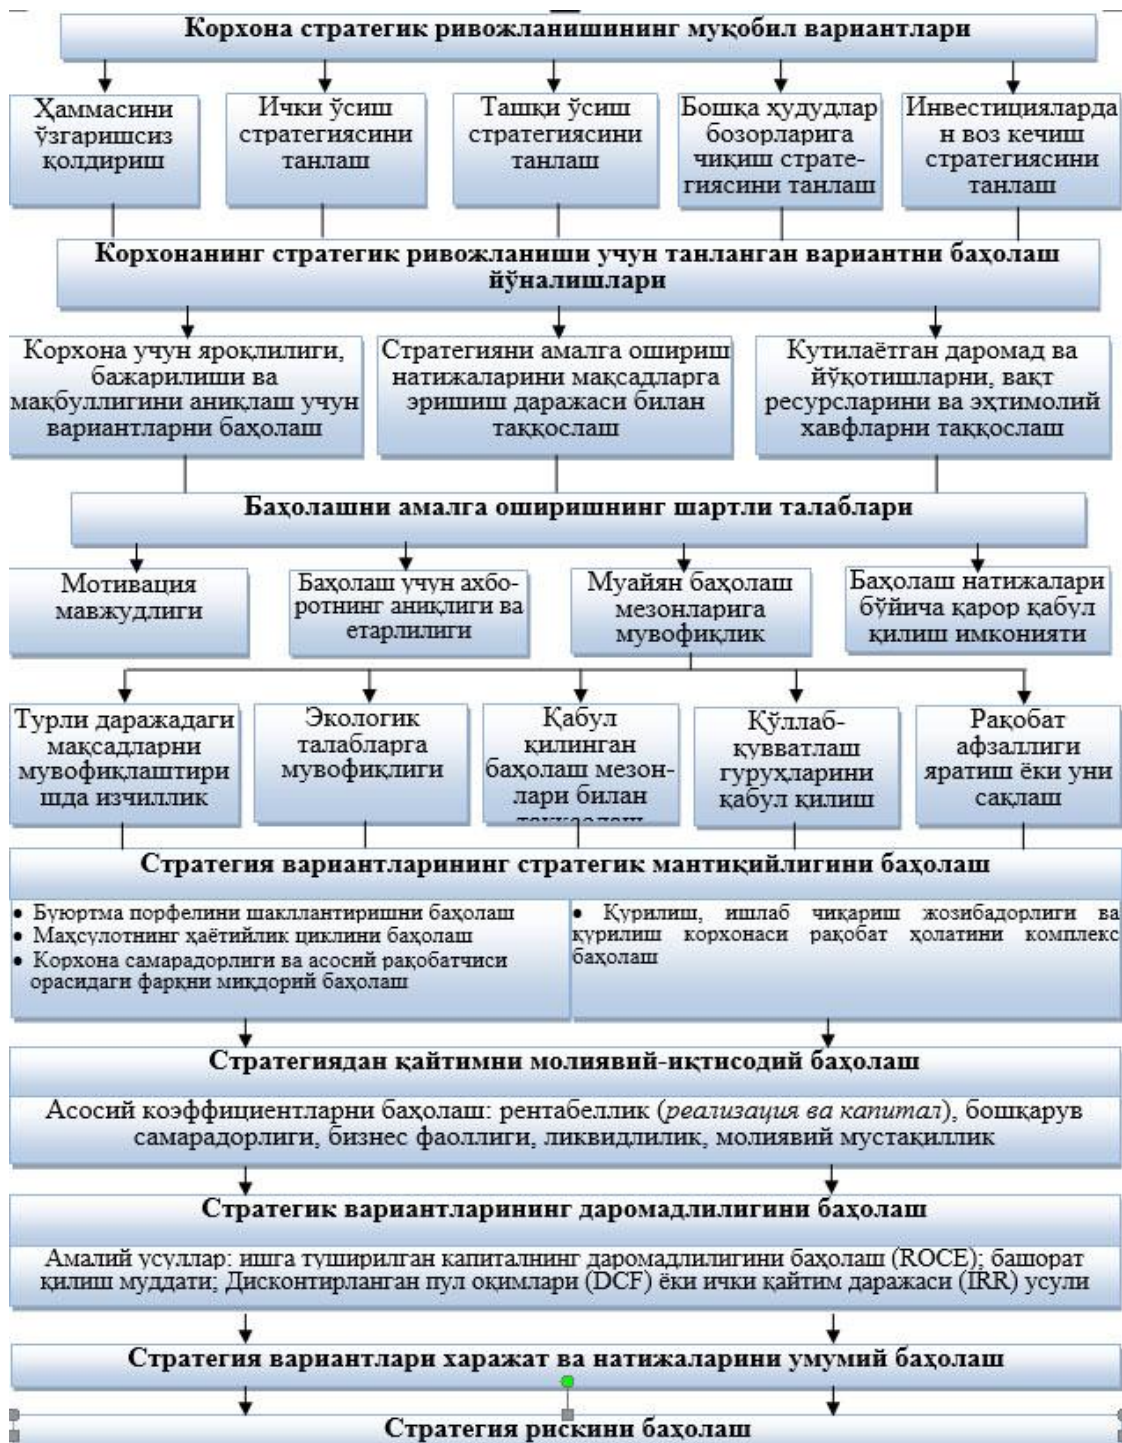 Корхона стратегик ривожланишининг муқобил вариантлари
Ҳаммасини
ўзгаришсиз
қолдириш
Ички ўсиш
стратегиясини
танлаш
Ташқи ўсиш
стратегиясини
танлаш
Бошқа ҳудудлар
бозорларига
чиқиш страте-
гиясини танлаш
Инвестицияларда
н воз кечиш
стратегиясини
танлаш
Корхонанинг стратегик ривожланиши учун танланган вариантни баҳолаш
йўналишлари
Корхона учун яроқлилиги,
бажарилиши ва
мақбуллигини аниқлаш учун
вариантларни баҳолаш
Стратегияни амалга ошириш
натижаларини мақсадларга
эришиш даражаси билан
таққослаш
Кутилаётган даромад ва
йўқотишларни, вақт
ресурсларини ва эҳтимолий
хавфларни таққослаш
Баҳолашни амалга оширишнинг шартли талаблари
Мотивация
мавжудлиги
Баҳолаш учун ахбо-
ротнинг аниқлиги ва
етарлилиги
Муайян баҳолаш
мезонларига
мувофиқлик
Баҳолаш натижалари
бўйича қарор қабул
қилиш имконияти
Турли даражадаги
мақсадларни
мувофиқлаштири
шда изчиллик
Экологик
талабларга
мувофиқлиги
Қабул
қилинган
баҳолаш мезон-
лари билан
Қўллаб-
қувватлаш
гуруҳларини
қабул қилиш
Рақобат
афзаллиги
яратиш ёки уни
сақлаш
Стратегия вариантларининг стратегик мантиқийлигини баҳолаш
• Буюртма порфелини шакллантиришни баҳолаш
• Маҳсулотнинг ҳаётийлик циклини баҳолаш
• Корхона самарадорлиги ва асосий рақобатчиси
орасидаги фарқни миқдорий баҳолаш
• Қурилиш, ишлаб чиқариш жозибадорлиги ва
қурилиш корхонаси рақобат ҳолатини комплекс
баҳолаш
Стратегиядан қайтимни молиявий-иқтисодий баҳолаш
Асосий коэффициентларни баҳолаш: рентабеллик (реализация ва капитал), бошқарув
самарадорлиги, бизнес фаоллиги, ликвидлилик, молиявий мустақиллик
Стратегик вариантларининг даромадлилигини баҳолаш
Амалий усуллар: ишга туширилган капиталнинг даромадлилигини баҳолаш (ROCE); башорат
қилиш муддати; Дисконтирланган пул оқимлари (DCF) ёки ички қайтим даражаси (IRR) усули
Стратегия вариантлари харажат ва натижаларини умумий баҳолаш
Стратегия рискини баҳолаш